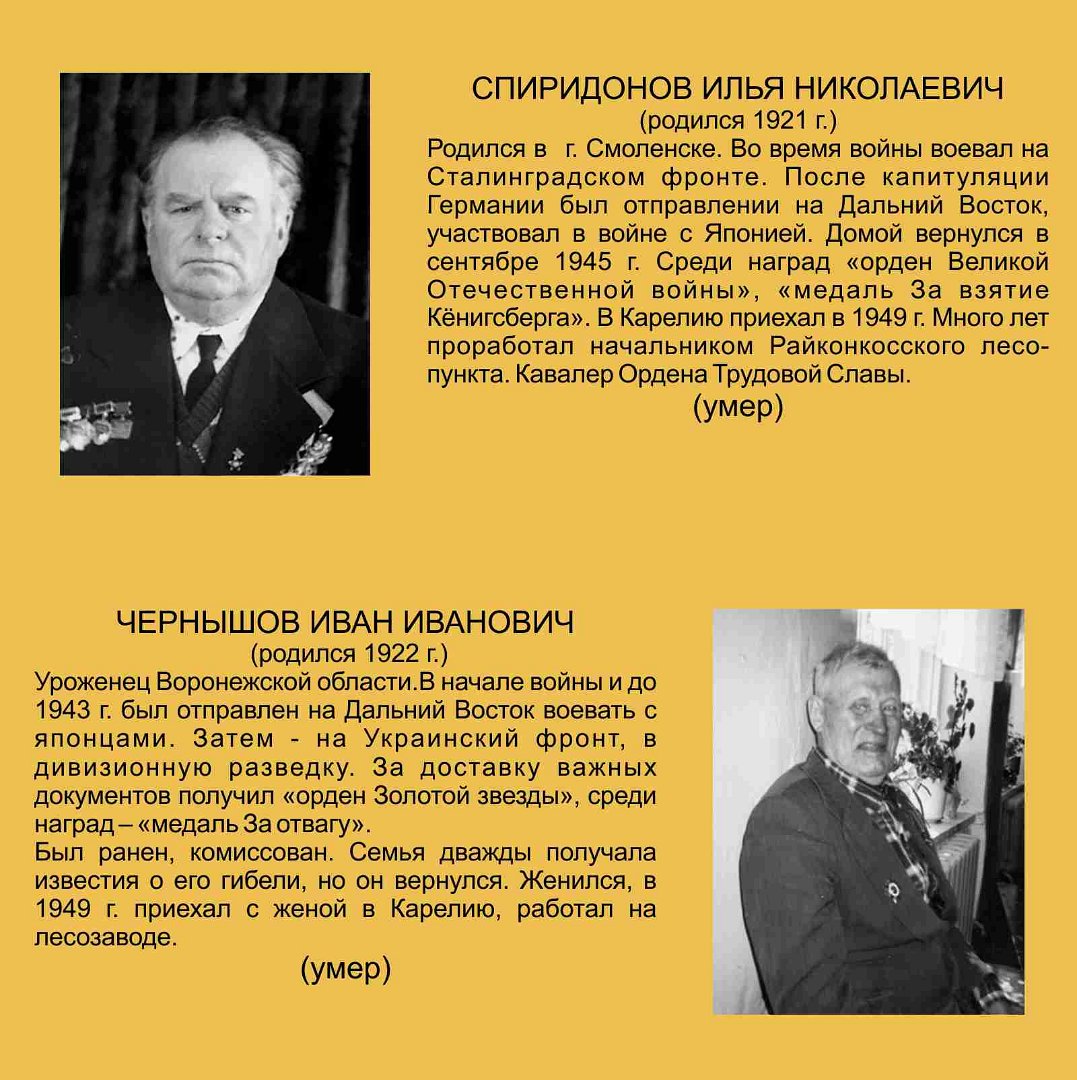 СПИРИДОНОВ ИЛЬЯ НИКОЛАЕВИЧ
(родился 1921 г.)
Родился в г. Смоленске. Во время войны воевал на
Сталинградском фронте. После капитуляции
Германии был отправлении на Дальний Восток,
участвовал в войне с Японией. Домой вернулся в
сентябре 1945 г. Среди наград «орден Великой
Отечественной войны», «медаль За взятие
Кёнигсберга». В Карелию приехал в 1949 г. Много лет
проработал начальником Райконкосского лесо-
пункта. Кавалер Ордена Трудовой Славы.
(умер)
ЧЕРНЫШОВ ИВАН ИВАНОВИЧ
(родился 1922 г.)
Уроженец Воронежской области.В начале войны и до
1943 г. был отправлен на Дальний Восток воевать с
японцами. Затем - на Украинский фронт, в
дивизионную разведку. За доставку важных
документов получил «орден Золотой звезды», среди
наград – «медаль За отвагу».
Был ранен, комиссован. Семья дважды получала
известия о его гибели, но он вернулся. Женился, в
1949 г. приехал с женой в Карелию, работал на
лесозаводе.
(умер)